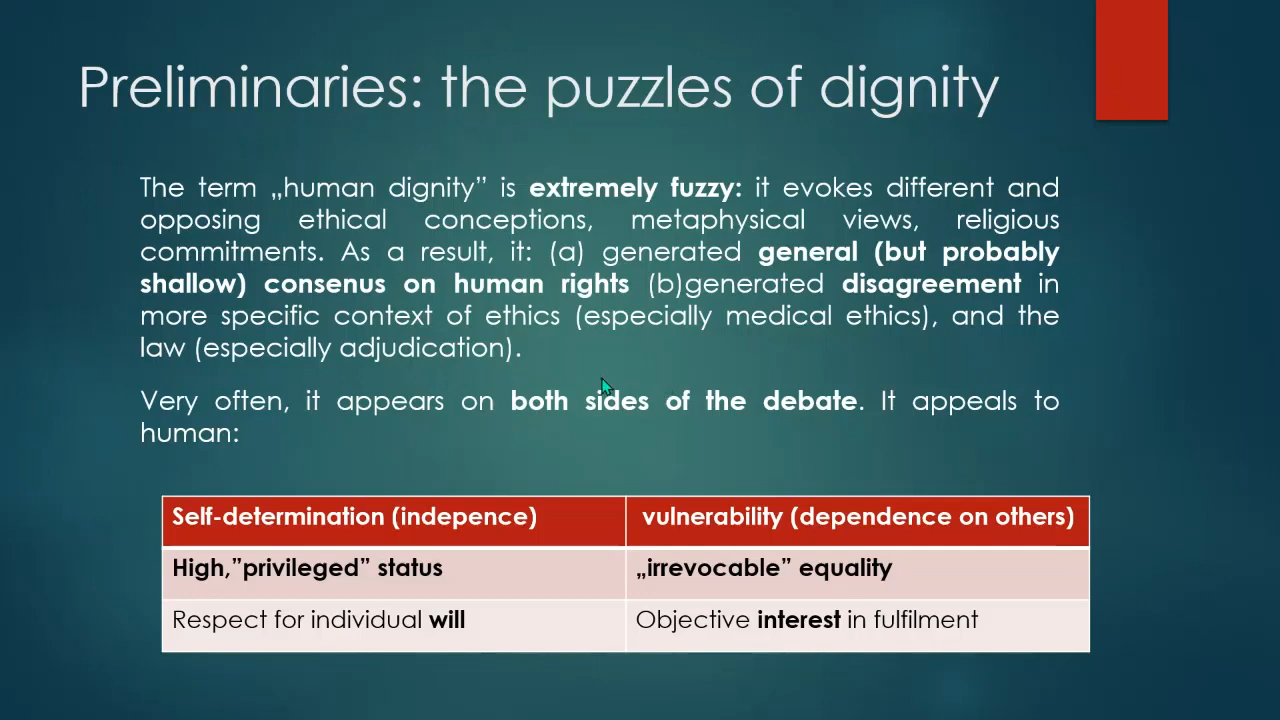 Preliminaries: the puzzles of dignity
The term „human dignity” is extremely fuzzy: it evokes different and
opposing ethical conceptions, metaphysical views, religious
commitments. As a result, it: (a) generated general (but probably
shallow) consenus on human rights (b)generated disagreement in
more specific context of ethics (especially medical ethics), and the
law (especially adjudication).
Very often, it appears on both sides of the debate. It appeals to
human:
Self-determination (indepence)
vulnerability (dependence on others)
High,”privileged” status
„irrevocable” equality
Respect for individual will
Objective interest in fulfilment